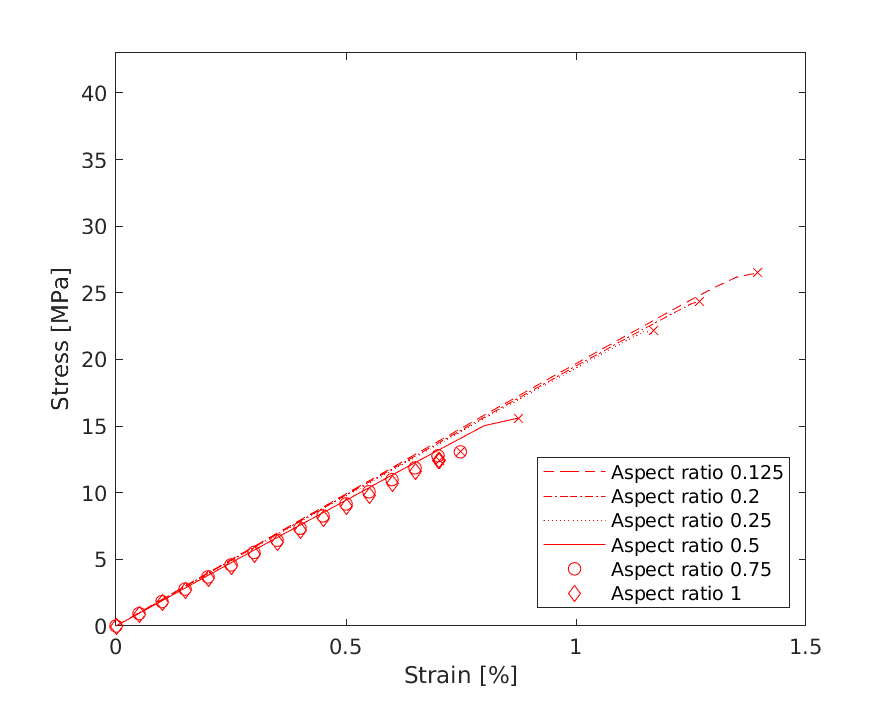 40
35
30
25
20
15
10
5
0
Stress [MPa]
0
0.5
1
1.5
Strain [%]
Aspect ratio 0.125
Aspect ratio 0.2
Aspect ratio 0.25
Aspect ratio 0.5
Aspect ratio 0.75
Aspect ratio 1